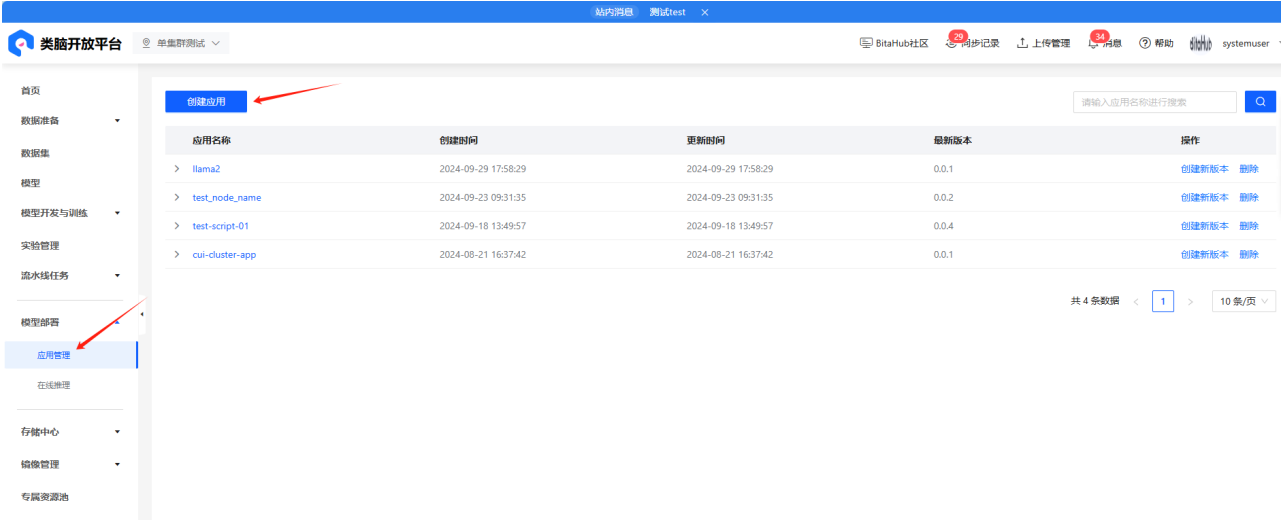 站内消息 测试test ×
类脑开放平台 单集群测试 BitaHub社区 29 同步记录 上传管理 34 消息 帮助 systemuser
首页
数据准备
数据集
模型
模型开发与训练
实验管理
流水线任务
模型部署
应用管理
在线推理
存储中心
镜像管理
专属资源池
创建应用 请输入应用名称进行搜索
应用名称 创建时间 更新时间 最新版本 操作
llama2 2024-09-29 17:58:29 2024-09-29 17:58:29 0.0.1 创建新版本 删除
test_node_name 2024-09-23 09:31:35 2024-09-23 09:31:35 0.0.2 创建新版本 删除
test-script-01 2024-09-18 13:49:57 2024-09-18 13:49:57 0.0.4 创建新版本 删除
cui-cluster-app 2024-08-21 16:37:42 2024-08-21 16:37:42 0.0.1 创建新版本 删除
共 4 条数据 < 1 > 10 条/页